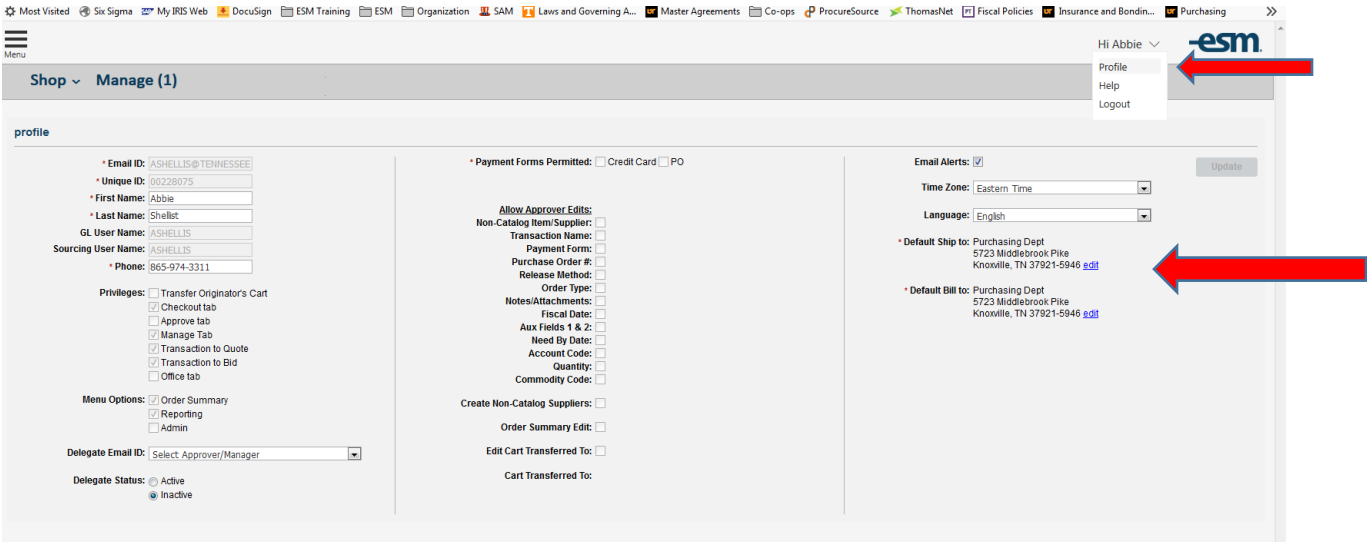 Most Visited Six Sigma My IRIS Web DocuSign ESM Training ESM Organization SAM Laws and Governing A... Master Agreements Co-ops ProcureSource ThomasNet Fiscal Policies Insurance and Bondin... Purchasing »
Menu
Hi Abbie
esm.
Profile
Help
Logout
Shop Manage (1)
profile
* Email ID: ASHELLIS@TENNESSEE
* Unique ID: 00228075
* First Name: Abbie
* Last Name: Shellist
GL User Name: ASHELLIS
Sourcing User Name: ASHELLIS
* Phone: 865-974-3311
Privileges: Transfer Originator's Cart
Checkout tab
Approve tab
Manage Tab
Transaction to Quote
Transaction to Bid
Office tab
Menu Options: Order Summary
Reporting
Admin
Delegate Email ID: Select Approver/Manager
Delegate Status: Active
Inactive
* Payment Forms Permitted: Credit Card PO
Allow Approver Edits:
Non-Catalog Item/Supplier:
Transaction Name:
Payment Form:
Purchase Order #:
Release Method:
Order Type:
Notes/Attachments:
Fiscal Date:
Aux Fields 1 & 2:
Need By Date:
Account Code:
Quantity:
Commodity Code:
Create Non-Catalog Suppliers:
Order Summary Edit:
Edit Cart Transferred To:
Cart Transferred To:
Email Alerts:
Update
Time Zone: Eastern Time
Language: English
* Default Ship to: Purchasing Dept
5723 Middlebrook Pike
Knoxville, TN 37921-5946 edit
* Default Bill to: Purchasing Dept
5723 Middlebrook Pike
Knoxville, TN 37921-5946 edit